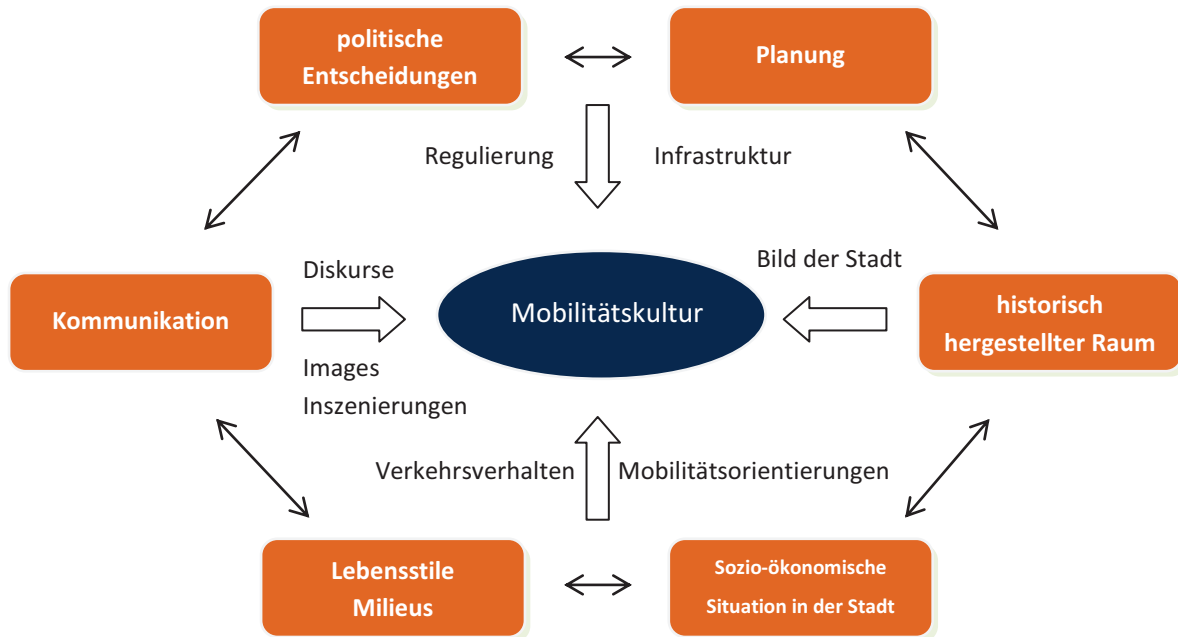 politische
Entscheidungen
Planung
Regulierung
Infrastruktur
Diskurse
Bild der Stadt
Kommunikation
Mobilitätskultur
historisch
hergestellter Raum
Images
Inszenierungen
Verkehrsverhalten
Mobilitätsorientierungen
Lebensstile
Milieus
Sozio-ökonomische
Situation in der Stadt